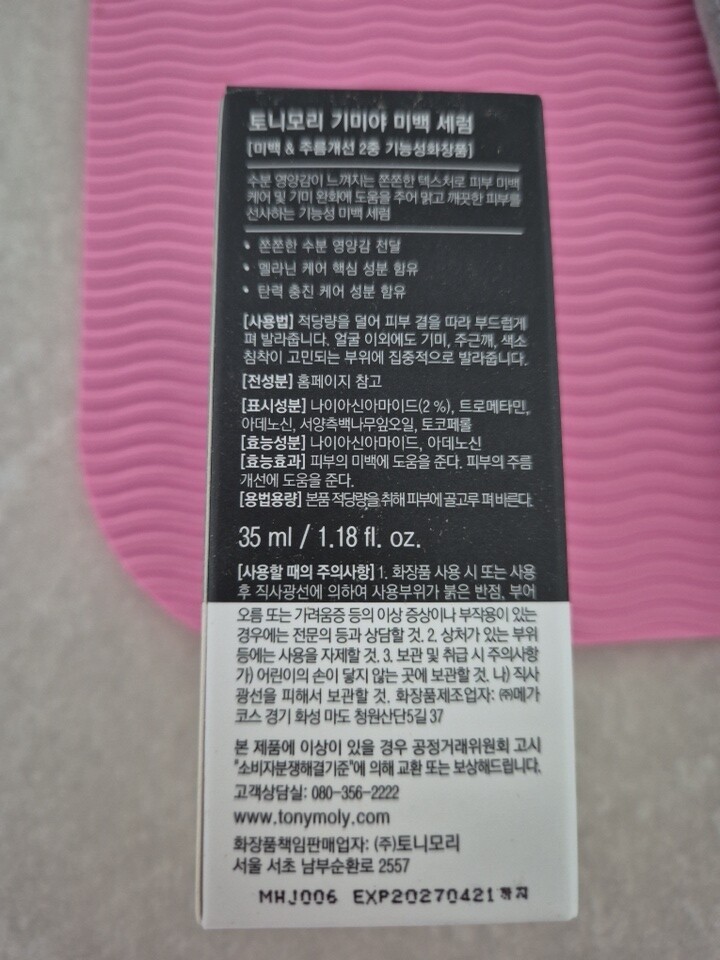 토니모리 기미야 미백 세럼
[미백 & 주름개선 2중 기능성화장품]
수분 영양감이 느껴지는 쫀쫀한 텍스처로 피부 미백
케어 및 기미 완화에 도움을 주어 맑고 깨끗한 피부를
선사하는 기능성 미백 세럼
• 쫀쫀한 수분 영양감 전달
• 멜라닌 케어 핵심 성분 함유
• 탄력 충진 케어 성분 함유
[사용법] 적당량을 덜어 피부 결을 따라 부드럽게
펴 발라줍니다. 얼굴 이외에도 기미, 주근깨, 색소
침착이 고민되는 부위에 집중적으로 발라줍니다.
[전성분] 홈페이지 참고
[표시성분] 나이아신아마이드(2 %), 트로메타민,
아데노신, 서양측백나무잎오일, 토코페롤
[효능성분] 나이아신아마이드, 아데노신
[효능효과] 피부의 미백에 도움을 준다. 피부의 주름
개선에 도움을 준다.
[용법용량] 본품 적당량을 취해 피부에 골고루 펴 바른다.
35 ml / 1.18 fl. oz.
[사용할 때의 주의사항] 1. 화장품 사용 시 또는 사용
후 직사광선에 의하여 사용부위가 붉은 반점, 부어
오름 또는 가려움증 등의 이상 증상이나 부작용이 있는
경우에는 전문의 등과 상담할 것. 2. 상처가 있는 부위
등에는 사용을 자제할 것. 3. 보관 및 취급 시 주의사항
가) 어린이의 손이 닿지 않는 곳에 보관할 것. 나) 직사
광선을 피해서 보관할 것. 화장품제조업자: ㈜메가
코스 경기 화성 마도 청원산단5길 37
본 제품에 이상이 있을 경우 공정거래위원회 고시
"소비자분쟁해결기준"에 의해 교환 또는 보상해드립니다.
고객상담실: 080-356-2222
www.tonymoly.com
화장품책임판매업자: (주)토니모리
서울 서초 남부순환로 2557
MHJ006 EXP20270421까지